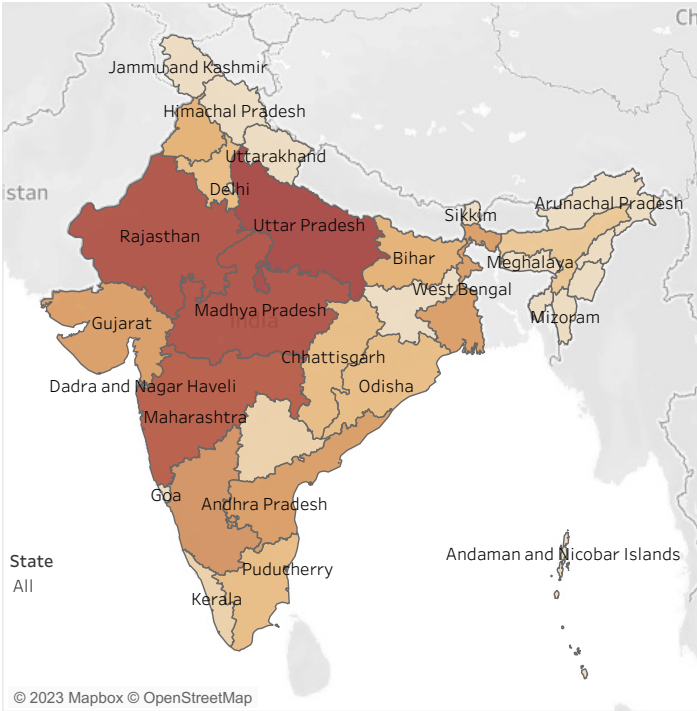 Ch
Jammu and Kashmir
Himachal Pradesh
Uttarakhand
Delhi
istan
Arunachal Pradesh
Sikkim
Uttar Pradesh
Rajasthan
Bihar
Meghalaya
West Bengal
Madhya Pradesh
India
Mizoram
Gujarat
Chhattisgarh
Dadra and Nagar Haveli
Odisha
Maharashtra
Goa
Andhra Pradesh
Andaman and Nicobar Islands
State
Puducherry
All
Kerala
© 2023 Mapbox © OpenStreetMap